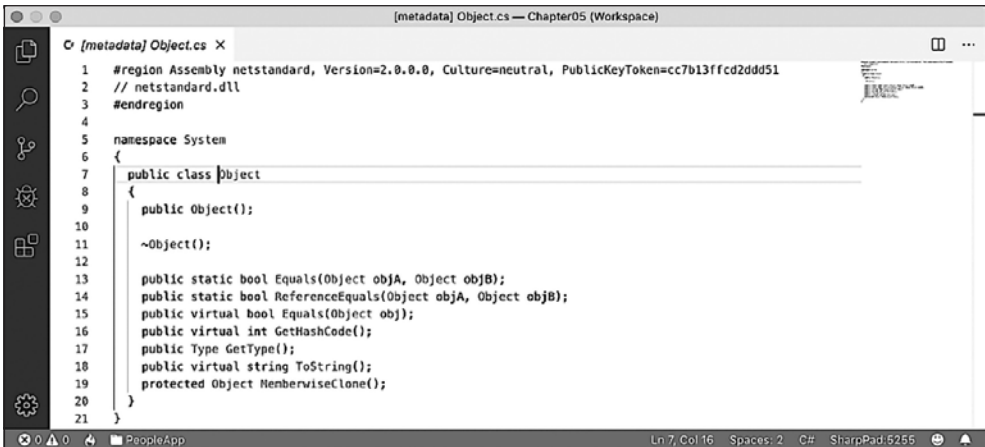 [metadata] Object.cs — Chapter05 (Workspace)
[metadata] Object.cs ×
1 #region Assembly netstandard, Version=2.0.0.0, Culture=neutral, PublicKeyToken=cc7b13ffcd2ddd51
2 // netstandard.dll
3 #endregion
4
5 namespace System
6 {
7 public class Object
8 {
9 public Object();
10
11 ~Object();
12
13 public static bool Equals(Object objA, Object objB);
14 public static bool ReferenceEquals(Object objA, Object objB);
15 public virtual bool Equals(Object obj);
16 public virtual int GetHashCode();
17 public Type GetType();
18 public virtual string ToString();
19 protected Object MemberwiseClone();
20 }
21 }
0 0 PeopleApp Ln 7, Col 16 Spaces: 2 C# SharpPad:5255